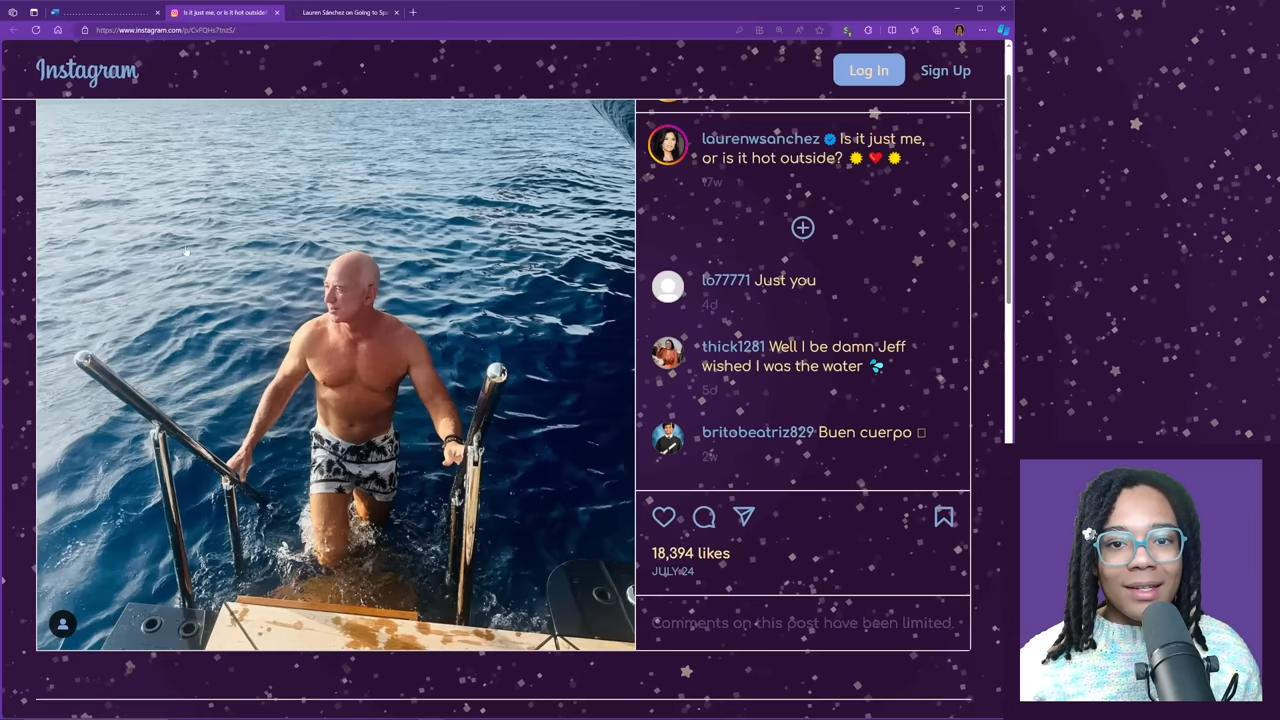 Is it just me, or is it hot outside?
Lauren Sánchez on Going to Spa
https://www.instagram.com/p/CxFQHs7tnzS/
Instagram
Log In
Sign Up
laurenwsanchez Is it just me,
or is it hot outside?
17w
lo77771 Just you
4d
thick1281 Well I be damn Jeff
wished I was the water
5d
britobeatriz829 Buen cuerpo
2w
18,394 likes
JULY 24
Comments on this post have been limited.